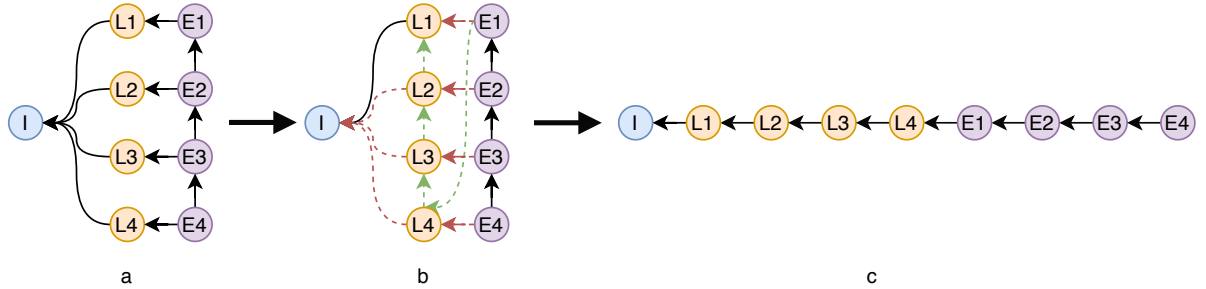 L1 E1 L1 E1
L2 E2 L2 E2
I L3 E3 I L3 E3 I L1 L2 L3 L4 E1 E2 E3 E4
L4 E4 L4 E4
a b c